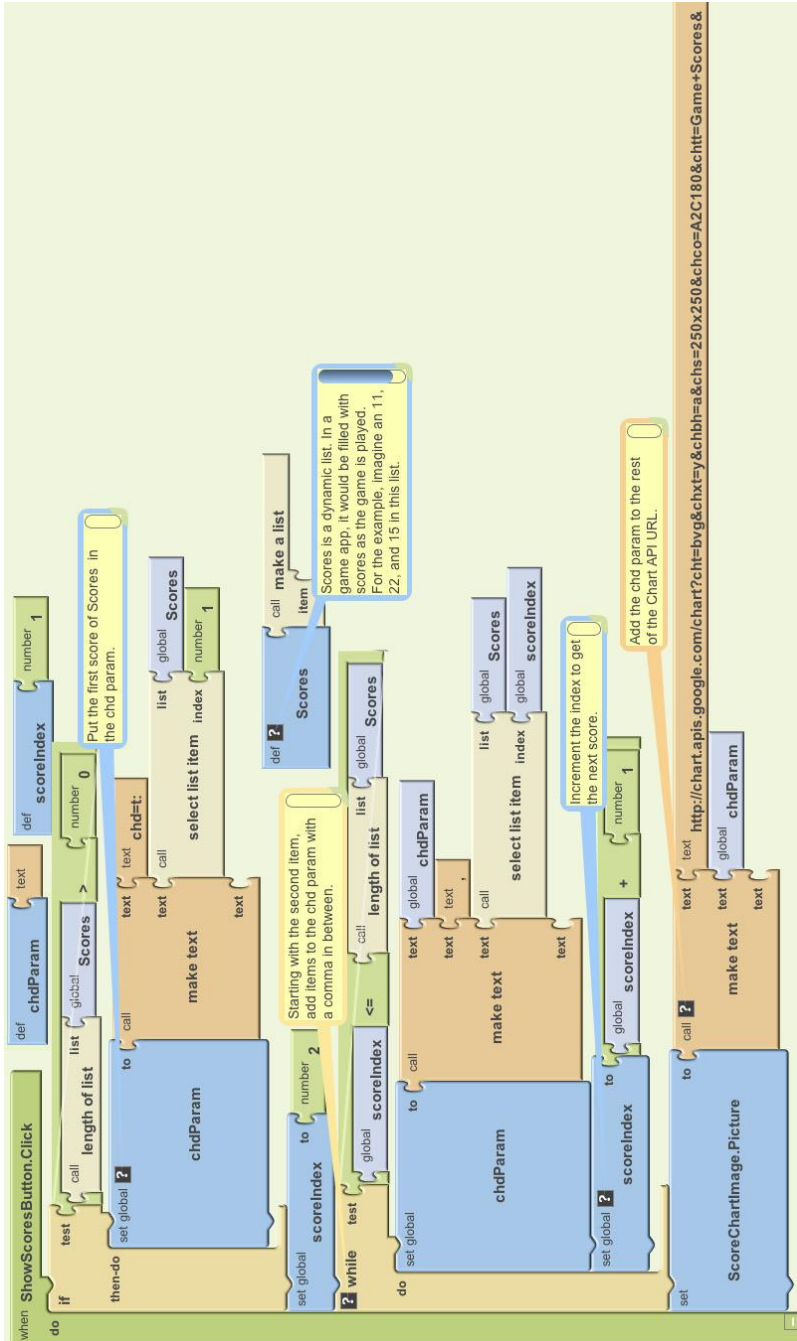 when ShowScoresButton.Click
do
def chdParam text
def scoreIndex number 1
if test call length of list list global Scores > number 0
Put the first score of Scores in
the chd param.
then-do set global ? chdParam to call make text text text chd=t:
text call select list item list global Scores
index number 1
text
def ? Scores call make a list
item
Scores is a dynamic list. In a
game app, it would be filled with
scores as the game is played.
For the example, imagine an 11,
22, and 15 in this list.
set global scoreIndex to number 2
Starting with the second item,
add items to the chd param with
a comma in between.
? while test global scoreIndex <= call length of list list global Scores
do set global chdParam to call make text text global chdParam
text text ,
text call select list item list global Scores
index global scoreIndex
text
Increment the index to get
the next score.
set global ? scoreIndex to global scoreIndex + number 1
Add the chd param to the rest
of the Chart API URL.
set ScoreChartImage.Picture to call ? make text text text http://chart.apis.google.com/chart?cht=bvg&chxt=y&chbh=a&chs=250x250&chco=A2C180&chtt=Game+Scores&
text global chdParam
text